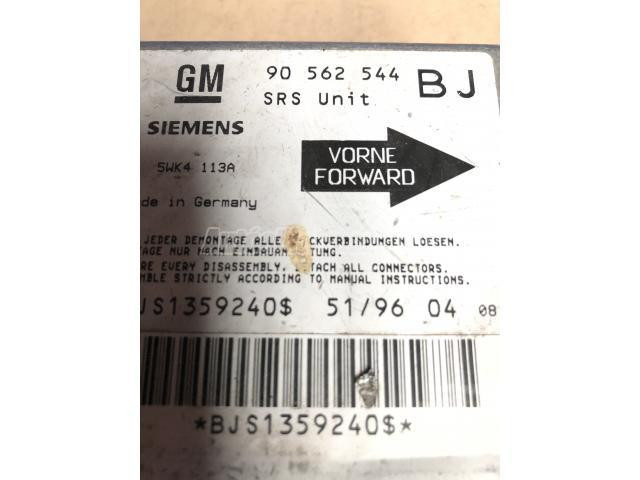 GM 90 562 544 BJ
SRS Unit
SIEMENS
5WK4 113A
VORNE
FORWARD
de in Germany
JEDER DEMONTAGE ALLE CKVERBINDUNGEN LOESEN.
TAGE NUR NACH EINBAUAN TUNG.
RE EVERY DISASSEMBLY, TACH ALL CONNECTORS.
MBLE STRICTLY ACCORDING TO MANUAL INSTRUMENTS.
JS1359240$ 51/96 04 08
*BJS1359240$*